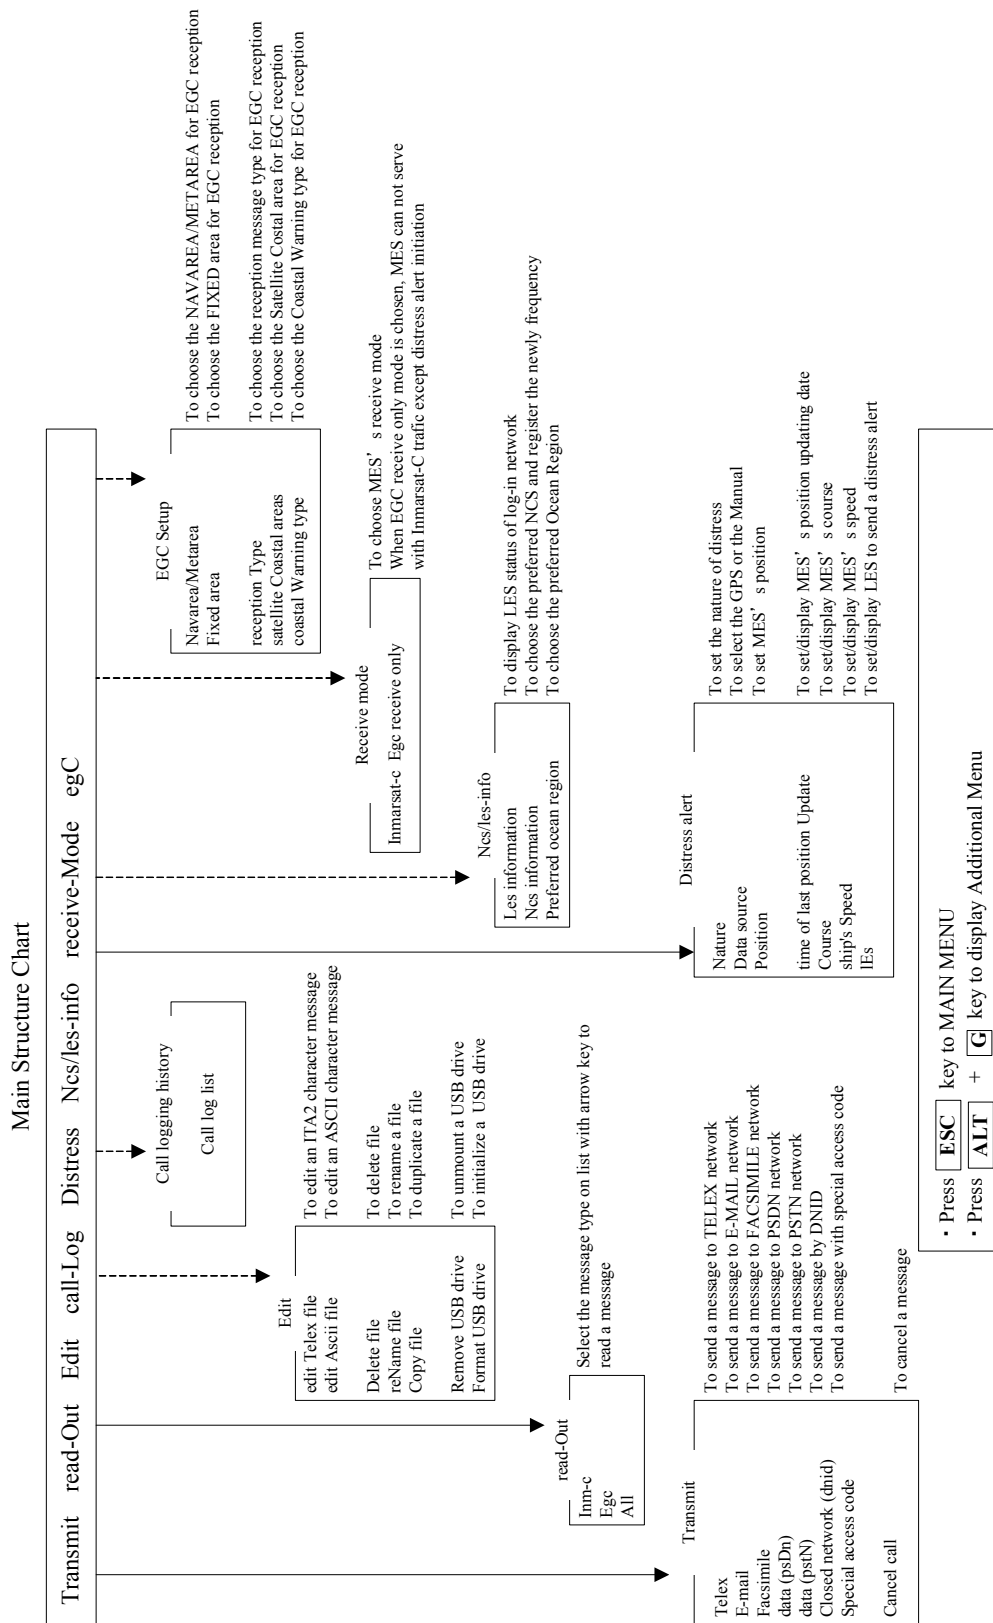 Main Structure Chart
Transmit read-Out Edit call-Log Distress Ncs/les-info receive-Mode egC
EGC Setup
Navarea/Metarea To choose the NAVAREA/METAREA for EGC reception
Fixed area To choose the FIXED area for EGC reception
reception Type To choose the reception message type for EGC reception
satellite Coastal areas To choose the Satellite Costal area for EGC reception
coastal Warning type To choose the Coastal Warning type for EGC reception
Call logging history
Call log list
Receive mode
Inmarsat-c Egc receive only
To choose MES’s receive mode
When EGC receive only mode is chosen, MES can not serve
with Inmarsat-C trafic except distress alert initiation
Edit
edit Telex file To edit an ITA2 character message
edit Ascii file To edit an ASCII character message
Delete file To delete file
reName file To rename a file
Copy file To duplicate a file
Remove USB drive To unmount a USB drive
Format USB drive To initialize a USB drive
Ncs/les-info
Les information To display LES status of log-in network
Ncs information To choose the preferred NCS and register the newly frequency
Preferred ocean region To choose the preferred Ocean Region
read-Out
Inm-c
Egc
All
Select the message type on list with arrow key to
read a message
Transmit
Telex To send a message to TELEX network
E-mail To send a message to E-MAIL network
Facsimile To send a message to FACSIMILE network
data (psDn) To send a message to PSDN network
data (pstN) To send a message to PSTN network
Closed network (dnid) To send a message by DNID
Special access code To send a message with special access code
Cancel call To cancel a message
Distress alert
Nature To set the nature of distress
Data source To select the GPS or the Manual
Position To set MES’s position
time of last position Update To set/display MES’s position updating date
Course To set/display MES’s course
ship's Speed To set/display MES’s speed
lEs To set/display LES to send a distress alert
・Press ESC key to MAIN MENU
・Press ALT + G key to display Additional Menu